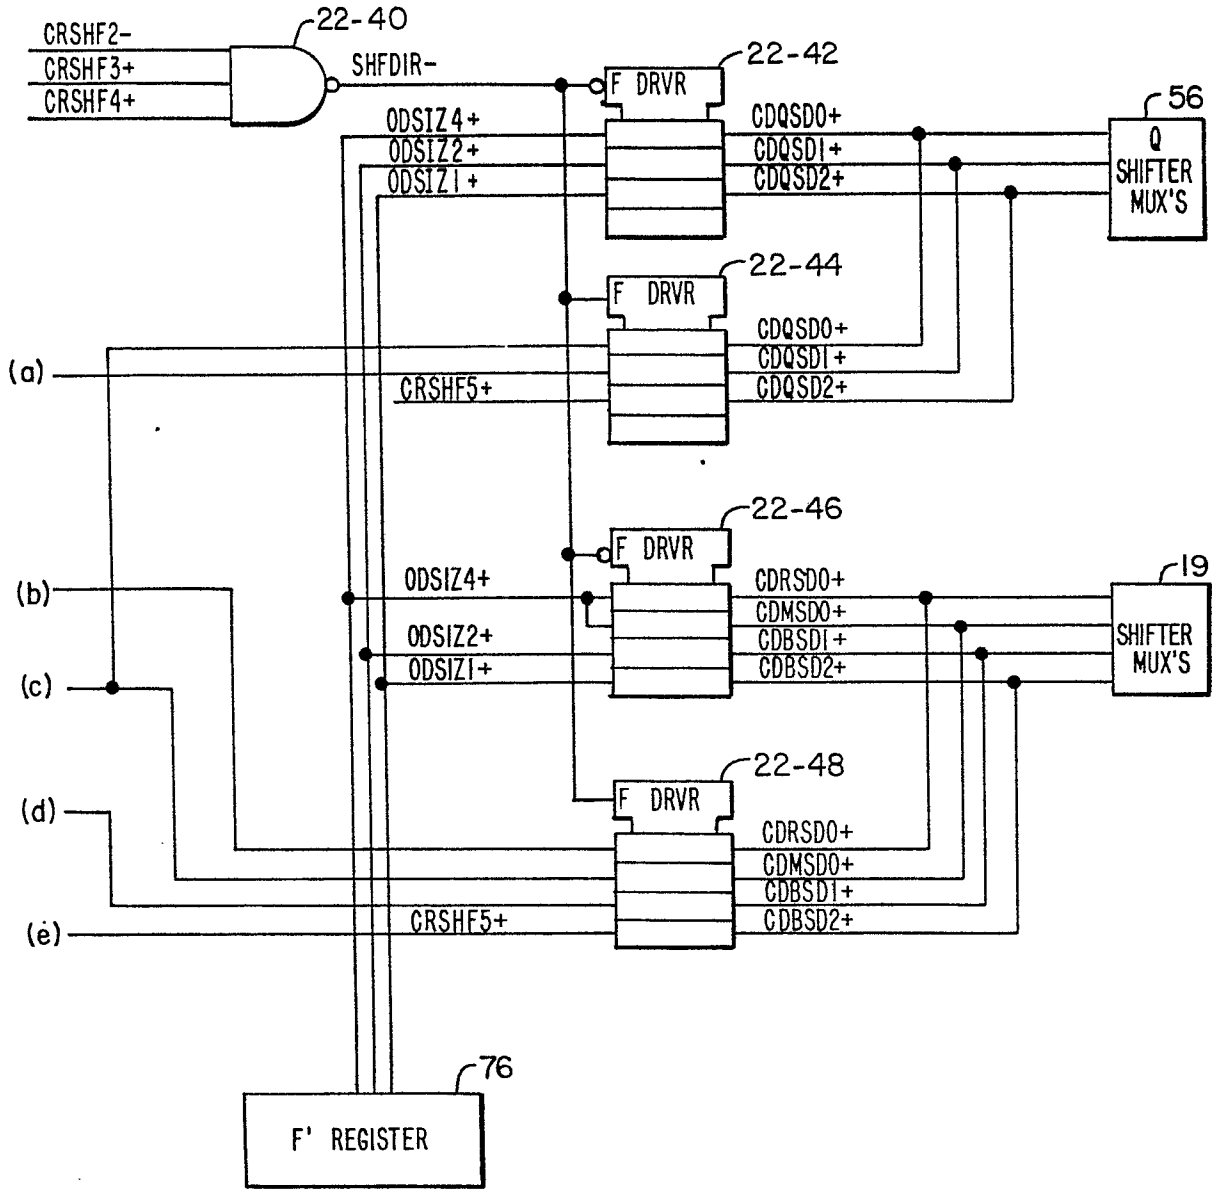 22-40
CRSHF2-
CRSHF3+
CRSHF4+
SHFDIR-
22-42
F DRVR
ODSIZ4+
ODSIZ2+
ODSIZ1+
CDQSD0+
CDQSD1+
CDQSD2+
56
Q
SHIFTER
MUX'S
22-44
F DRVR
CDQSD0+
CDQSD1+
CDQSD2+
(a)
CRSHF5+
22-46
F DRVR
(b)
ODSIZ4+
ODSIZ2+
ODSIZ1+
CDRSD0+
CDMSD0+
CDBSD1+
CDBSD2+
19
SHIFTER
MUX'S
(c)
22-48
F DRVR
(d)
CDRSD0+
CDMSD0+
CDBSD1+
CDBSD2+
(e)
CRSHF5+
76
F' REGISTER